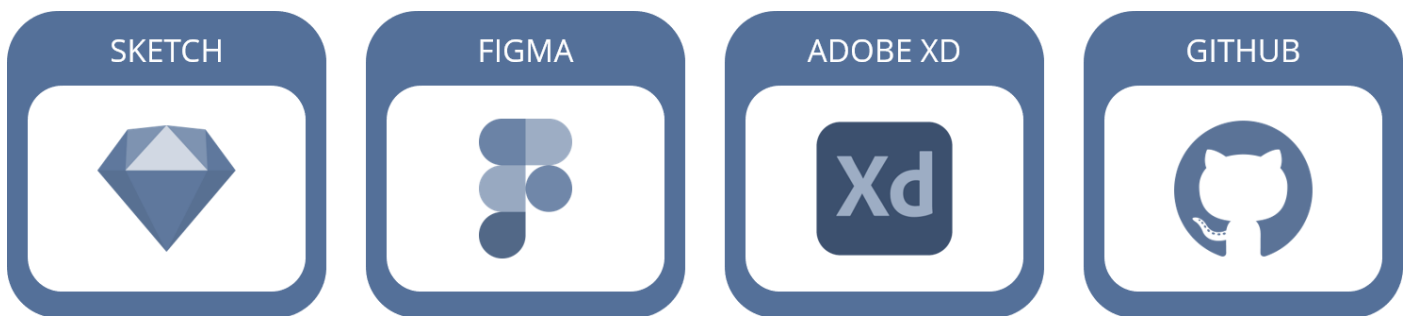 SKETCH
FIGMA
ADOBE XD
GITHUB
Xd